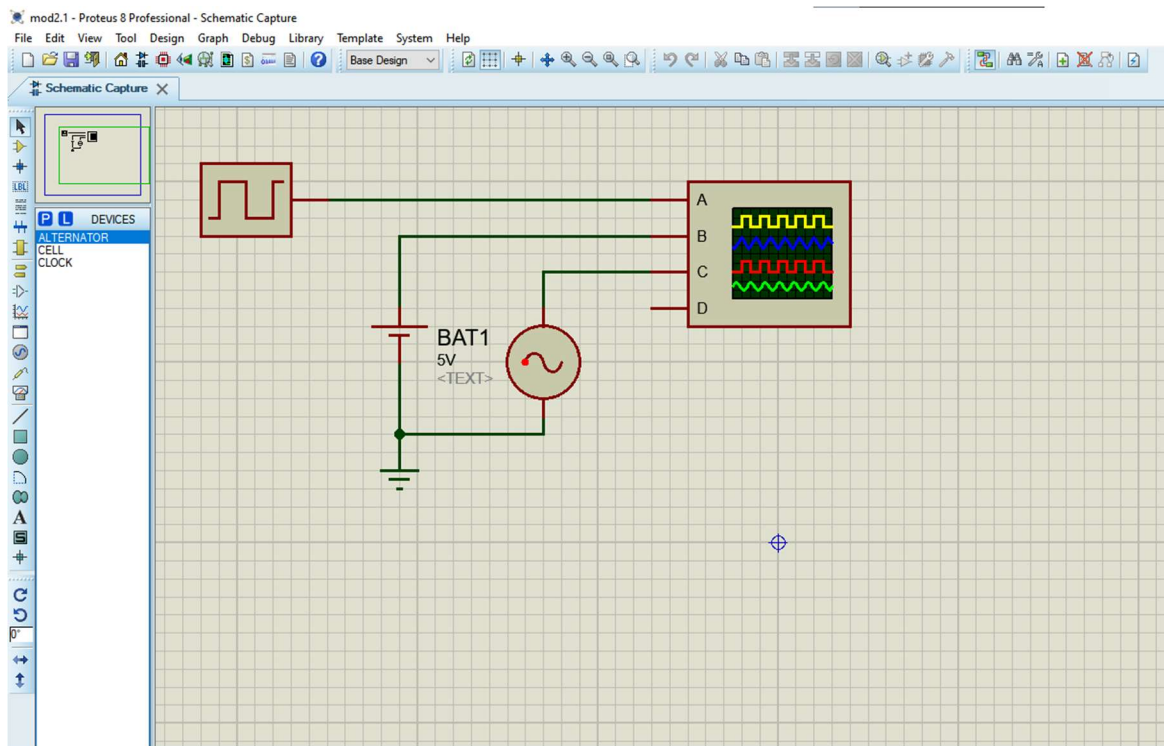 mod2.1 - Proteus 8 Professional - Schematic Capture
File Edit View Tool Design Graph Debug Library Template System Help
Base Design
Schematic Capture
LBL
P L DEVICES
ALTERNATOR
CELL
CLOCK
A
B
C
D
BAT1
5V
<TEXT>
A
S
0°